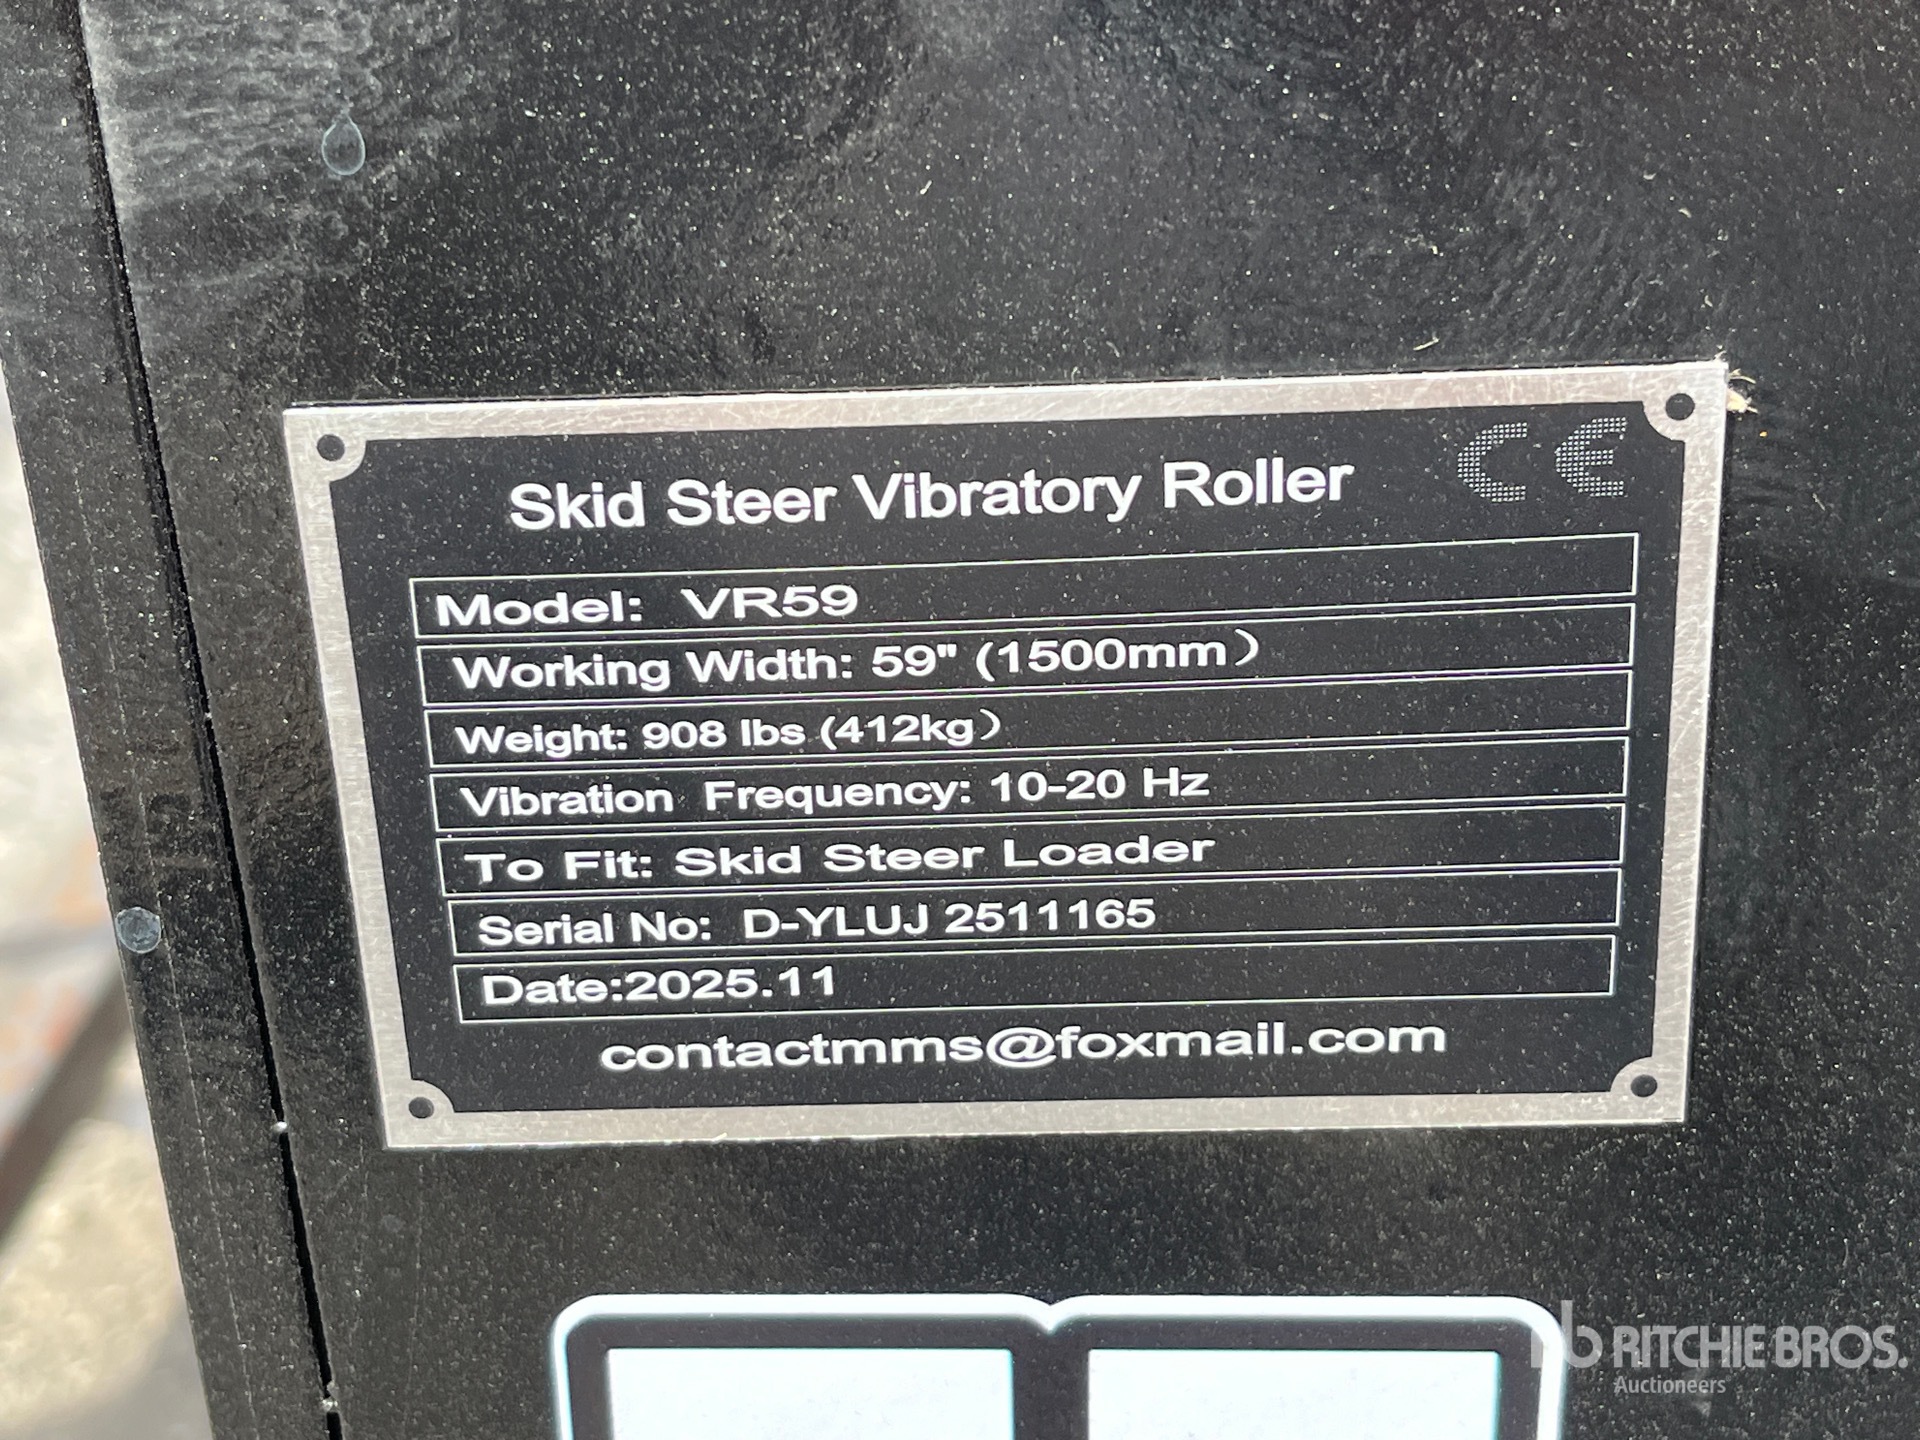 CE
Skid Steer Vibratory Roller
Model: VR59
Working Width: 59" (1500mm）
Weight: 908 lbs (412kg）
Vibration Frequency: 10-20 Hz
To Fit: Skid Steer Loader
Serial No: D-YLUJ 2511165
Date:2025.11
contactmms@foxmail.com
rb RITCHIE BROS.
Auctioneers